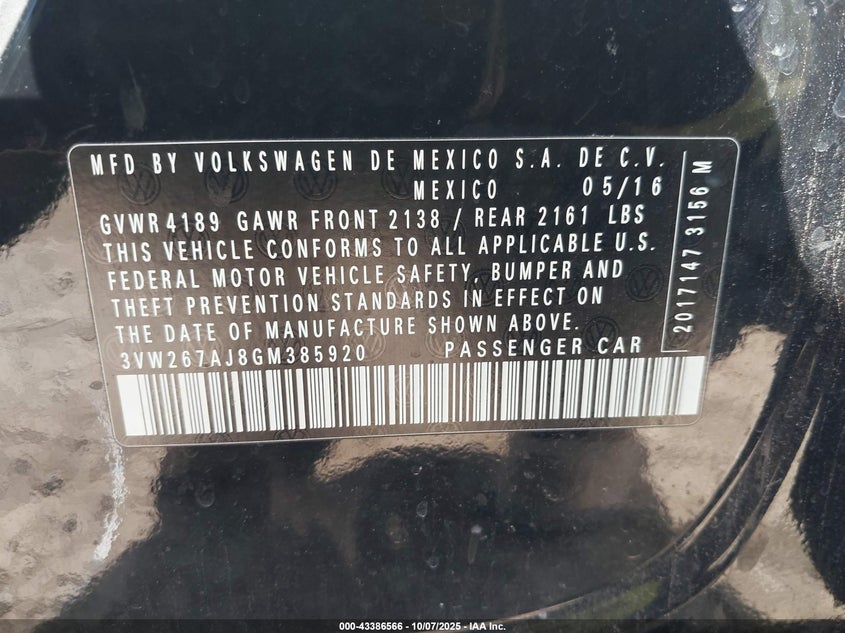 MFD BY VOLKSWAGEN DE MEXICO S.A. DE C.V.
MEXICO 05/16
GVWR 4189 GAWR FRONT 2138 / REAR 2161 LBS
THIS VEHICLE CONFORMS TO ALL APPLICABLE U.S.
FEDERAL MOTOR VEHICLE SAFETY, BUMPER AND
THEFT PREVENTION STANDARDS IN EFFECT ON
THE DATE OF MANUFACTURE SHOWN ABOVE.
3VW267AJ8GM385920 PASSENGER CAR
2017147 3156 M
000-43386566 - 10/07/2025 - IAA Inc.